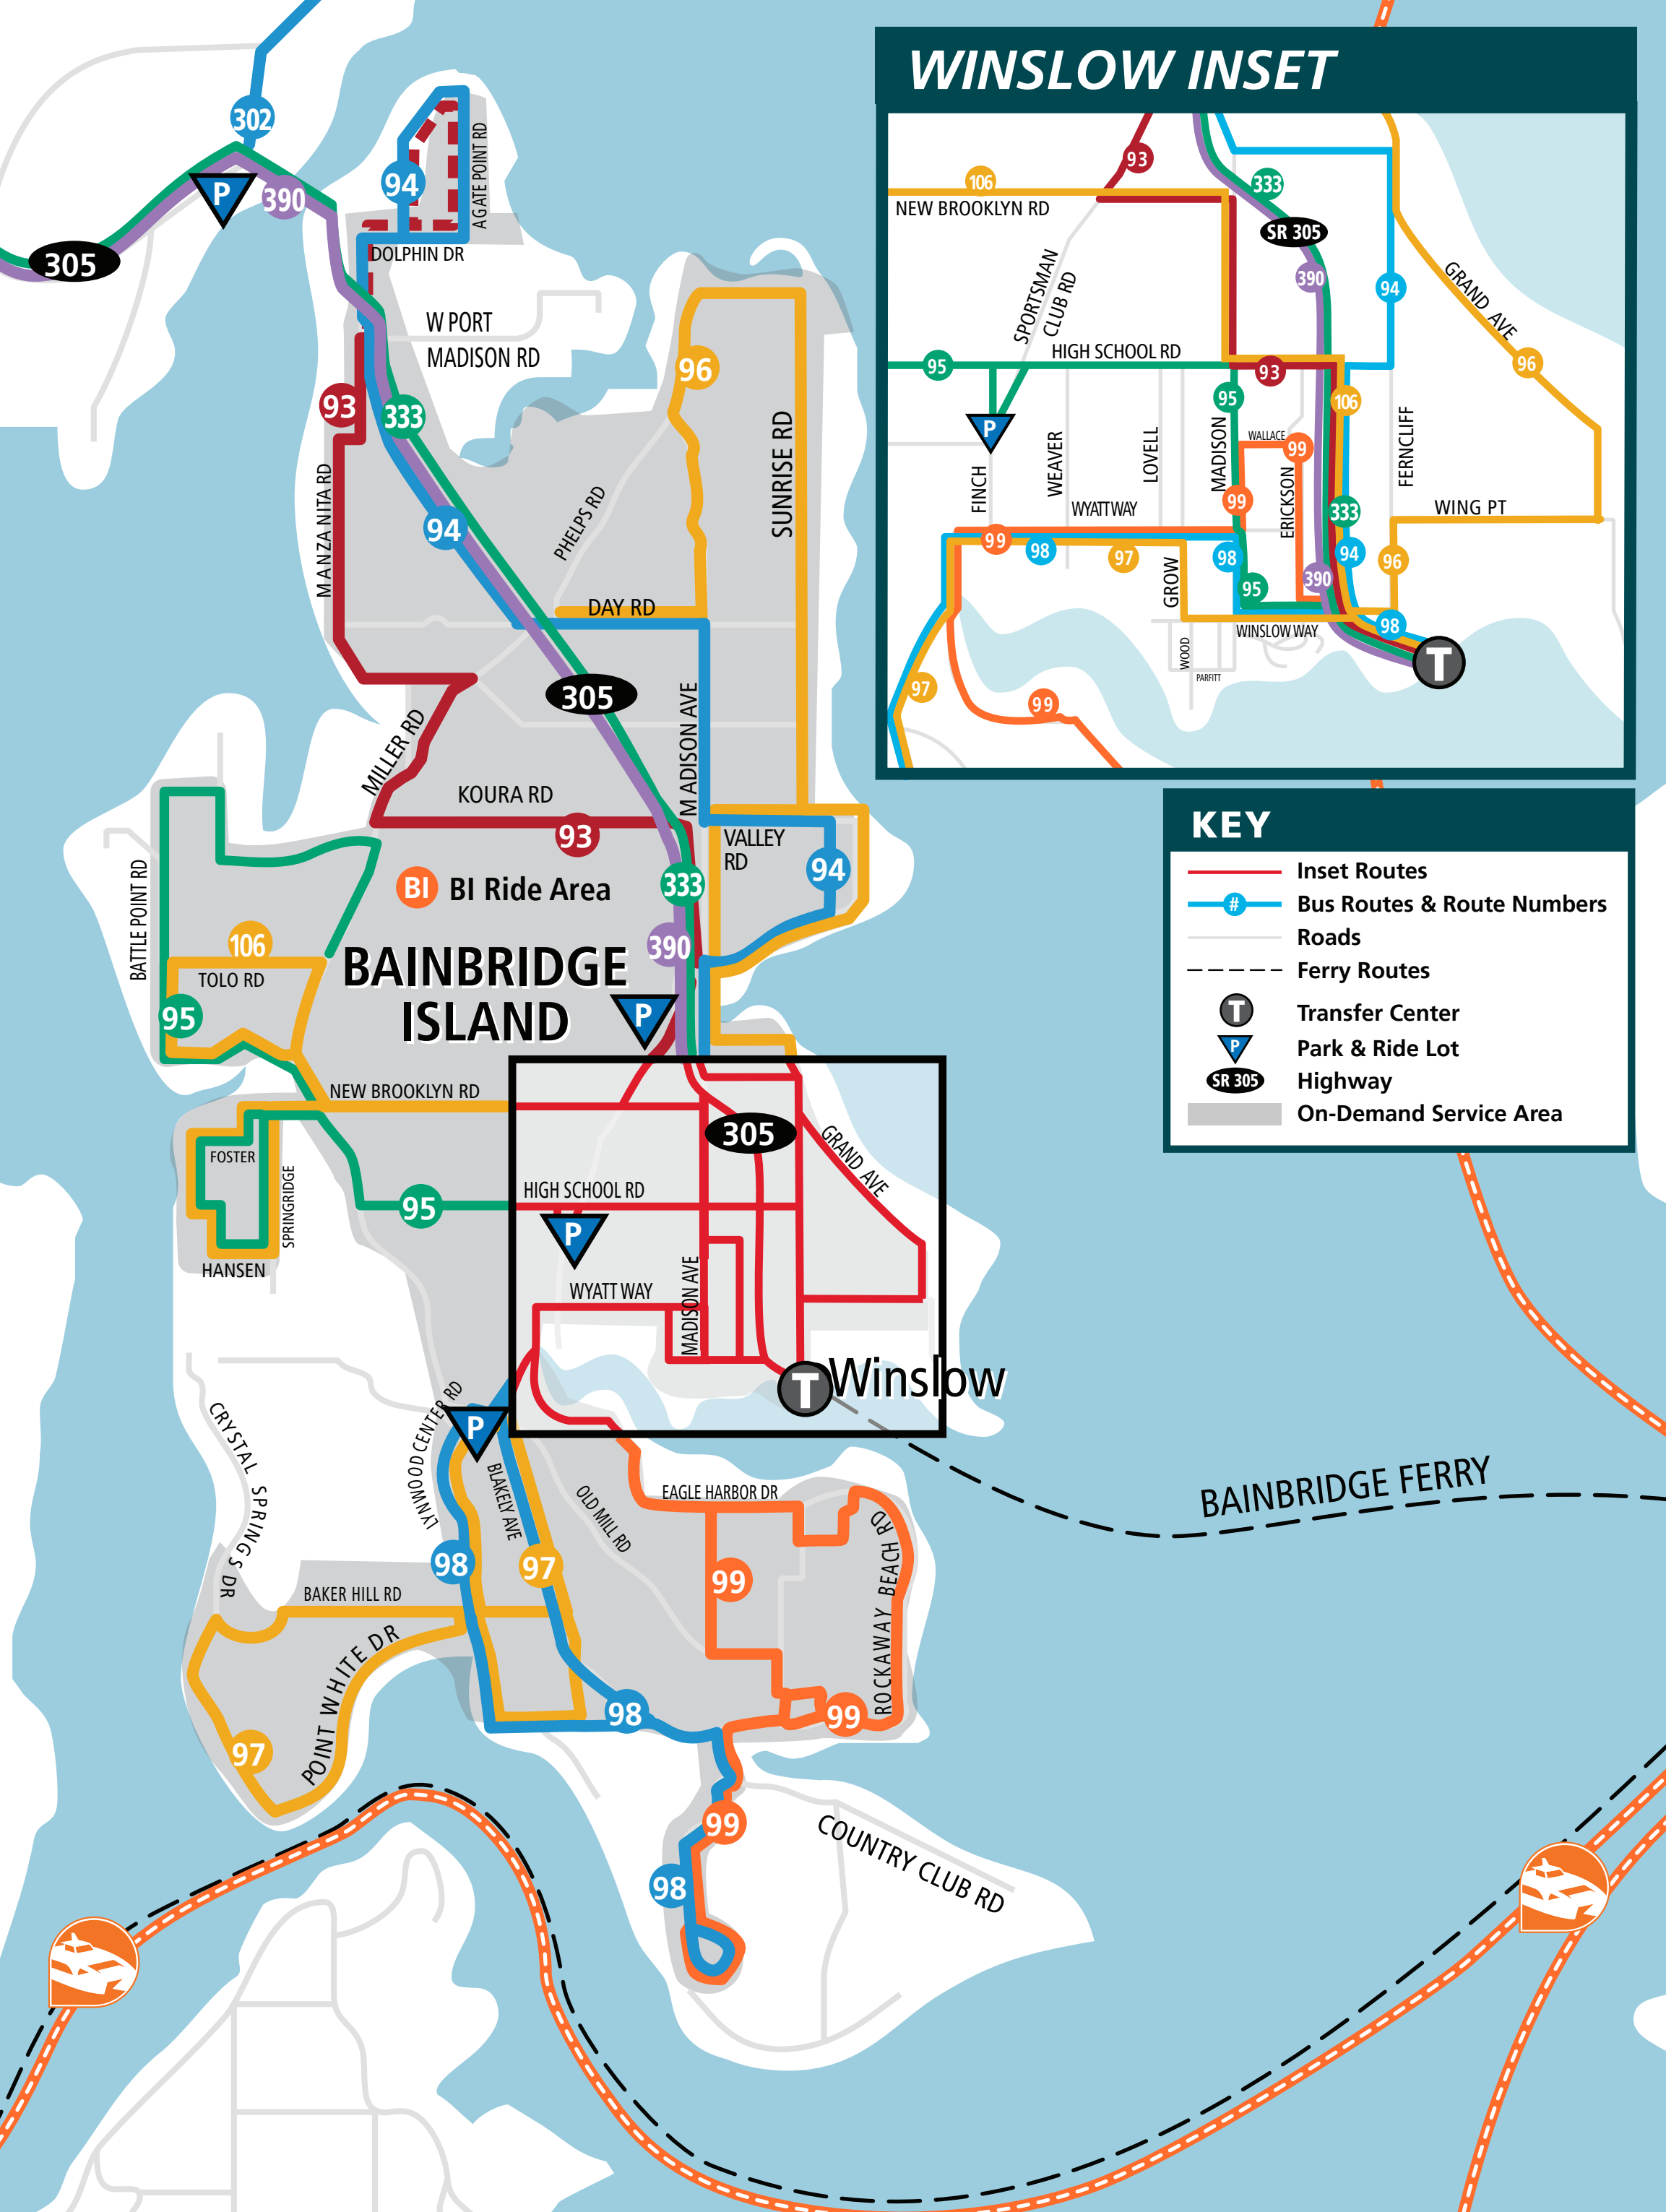 WINSLOW INSET
93
106
NEW BROOKLYN RD
333
SR 305
390
94
SPORTSMAN
CLUB RD
GRAND AVE
HIGH SCHOOL RD
95
93
96
95
106
P
FINCH
WEAVER
LOVELL
MADISON
WALLACE
99
FERNCLIFF
99
ERICKSON
WYATT WAY
333
WING PT
99
98
97
98
94
96
GROW
95
390
98
WINSLOW WAY
WOOD
PARFITT
T
97
99
KEY
Inset Routes
# Bus Routes & Route Numbers
Roads
Ferry Routes
T Transfer Center
P Park & Ride Lot
SR 305 Highway
On-Demand Service Area
302
P
390
305
94
AGATE POINT RD
DOLPHIN DR
W PORT
MADISON RD
93
333
96
SUNRISE RD
MANZANITA RD
94
PHELPS RD
DAY RD
305
MADISON AVE
MILLER RD
KOURA RD
93
VALLEY
RD
94
BI
BI Ride Area
333
BATTLE POINT RD
106
390
BAINBRIDGE
ISLAND
TOLO RD
95
P
NEW BROOKLYN RD
305
GRAND AVE
FOSTER
SPRINGRIDGE
HANSEN
95
HIGH SCHOOL RD
P
WYATT WAY
MADISON AVE
T
Winslow
CRYSTAL SPRINGS DR
LYNNWOOD CENTER RD
P
BLAKELY AVE
OLD MILL RD
EAGLE HARBOR DR
BAINBRIDGE FERRY
98
97
99
ROCKAWAY BEACH RD
BAKER HILL RD
POINT WHITE DR
97
98
99
99
COUNTRY CLUB RD
98